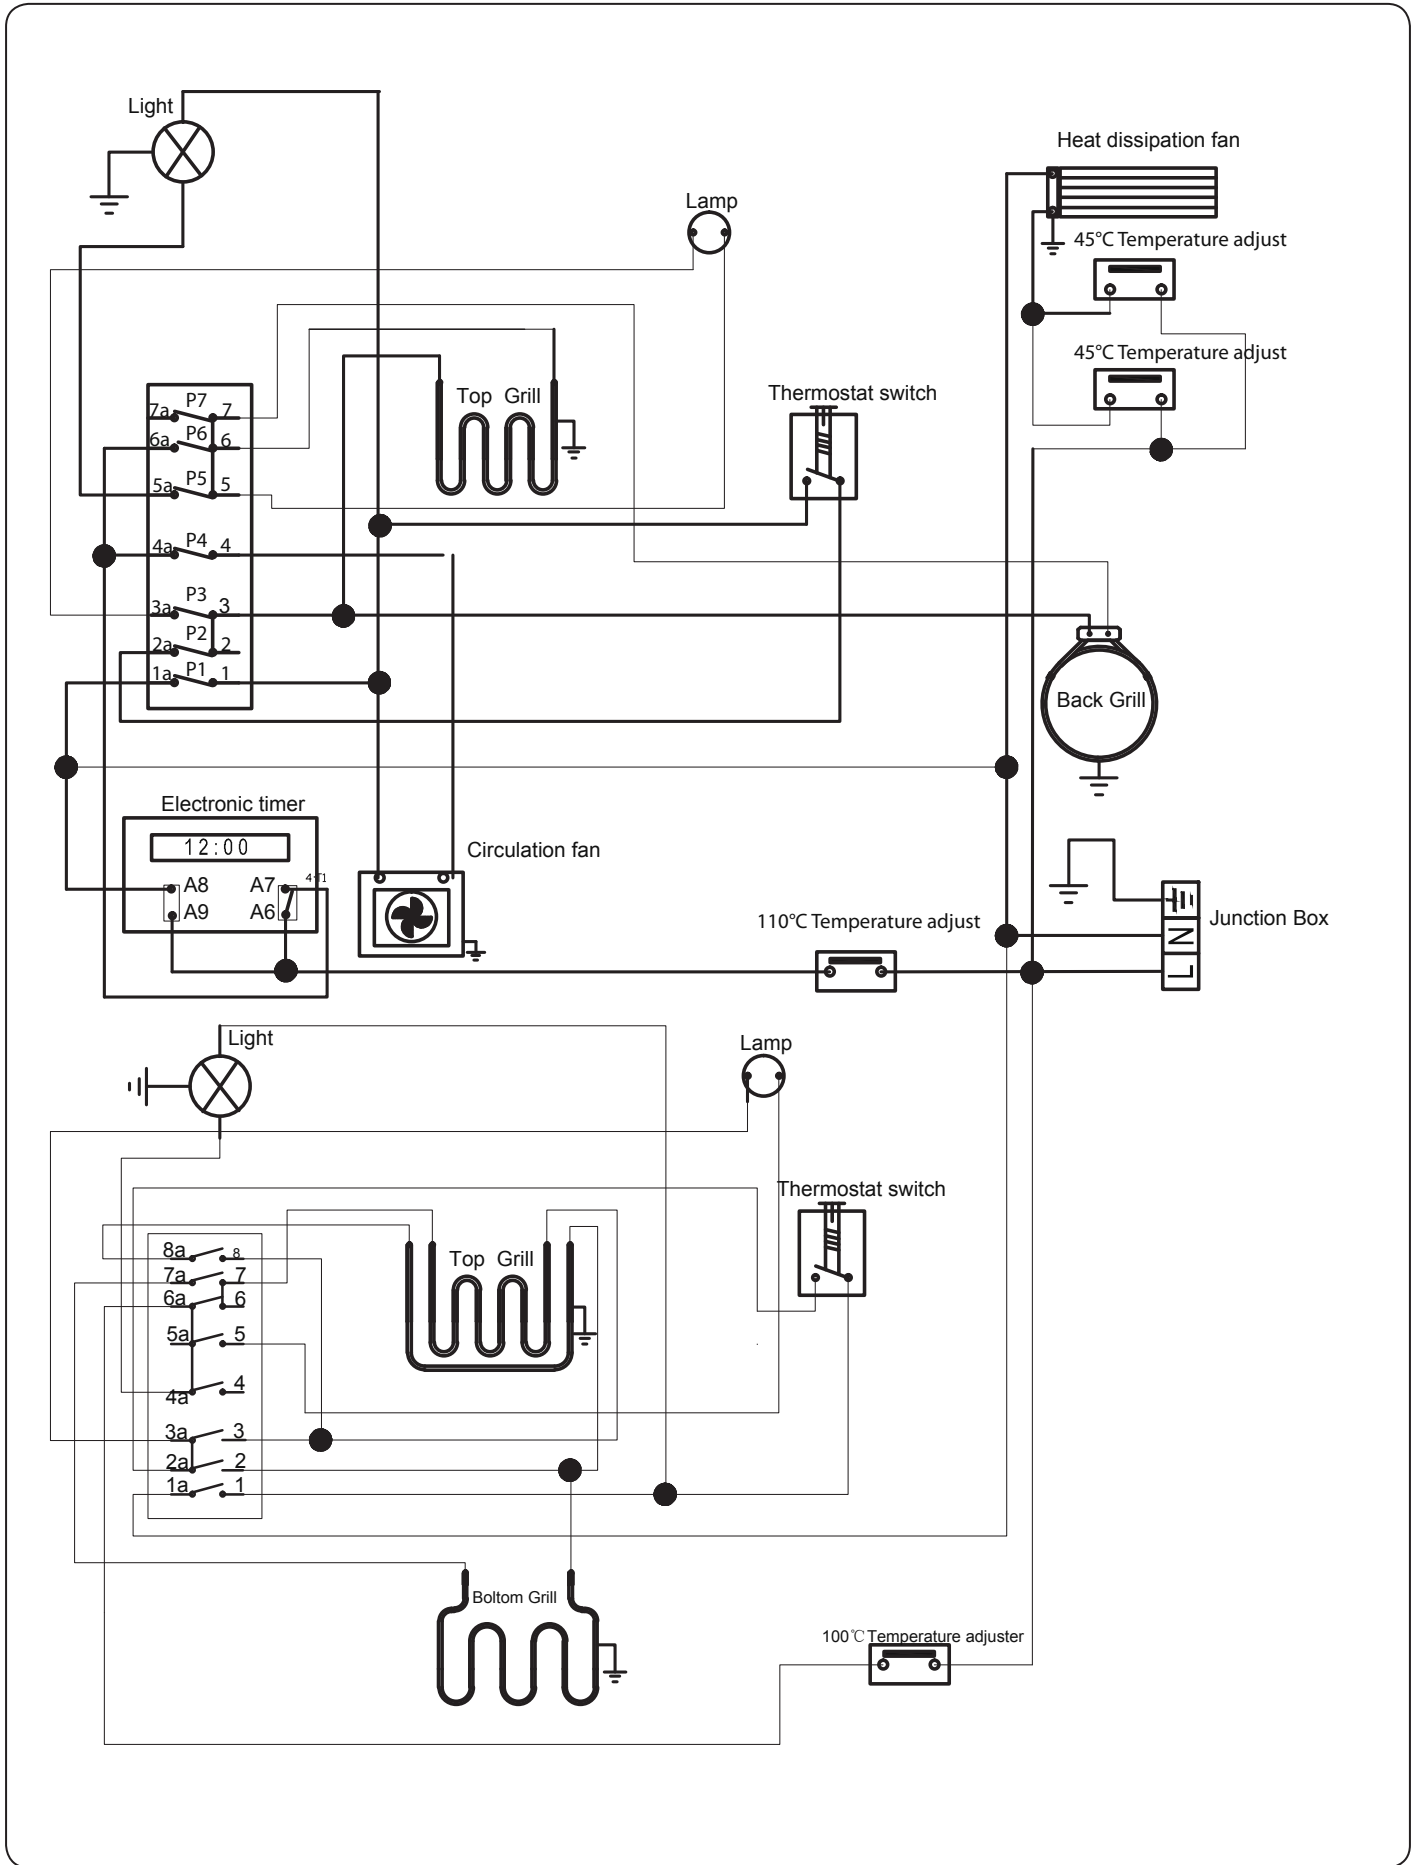 Light
Heat dissipation fan
Lamp
45°C Temperature adjust
45°C Temperature adjust
Top Grill
Thermostat switch
7a P7 7
6a P6 6
5a P5 5
4a P4 4
3a P3 3
2a P2 2
1a P1 1
Back Grill
Electronic timer
12:00
A8 A7
A9 A6
Circulation fan
110°C Temperature adjust
Junction Box
N
L
Light
Lamp
Thermostat switch
Top Grill
8a 8
7a 7
6a 6
5a 5
4a 4
3a 3
2a 2
1a 1
Boltom Grill
100℃ Temperature adjuster